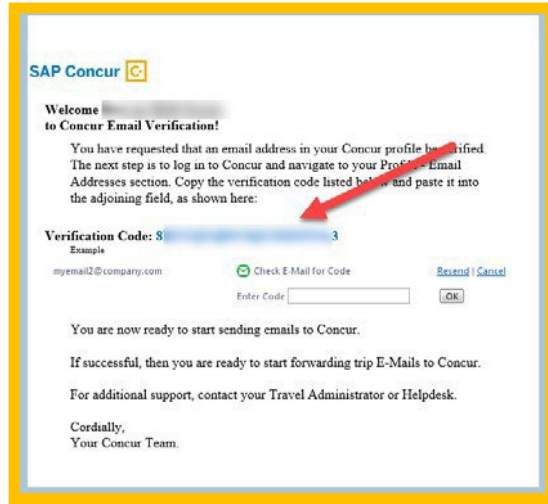 SAP Concur C.
Welcome
to Concur Email Verification!
You have requested that an email address in your Concur profile be verified.
The next step is to log in to Concur and navigate to your Profile - Email
Addresses section. Copy the verification code listed below and paste it into
the adjoining field, as shown here:
Verification Code: 8 3
Example
myemail2@company.com Check E-Mail for Code Resend | Cancel
Enter Code OK
You are now ready to start sending emails to Concur.
If successful, then you are ready to start forwarding trip E-Mails to Concur.
For additional support, contact your Travel Administrator or Helpdesk.
Cordially,
Your Concur Team.